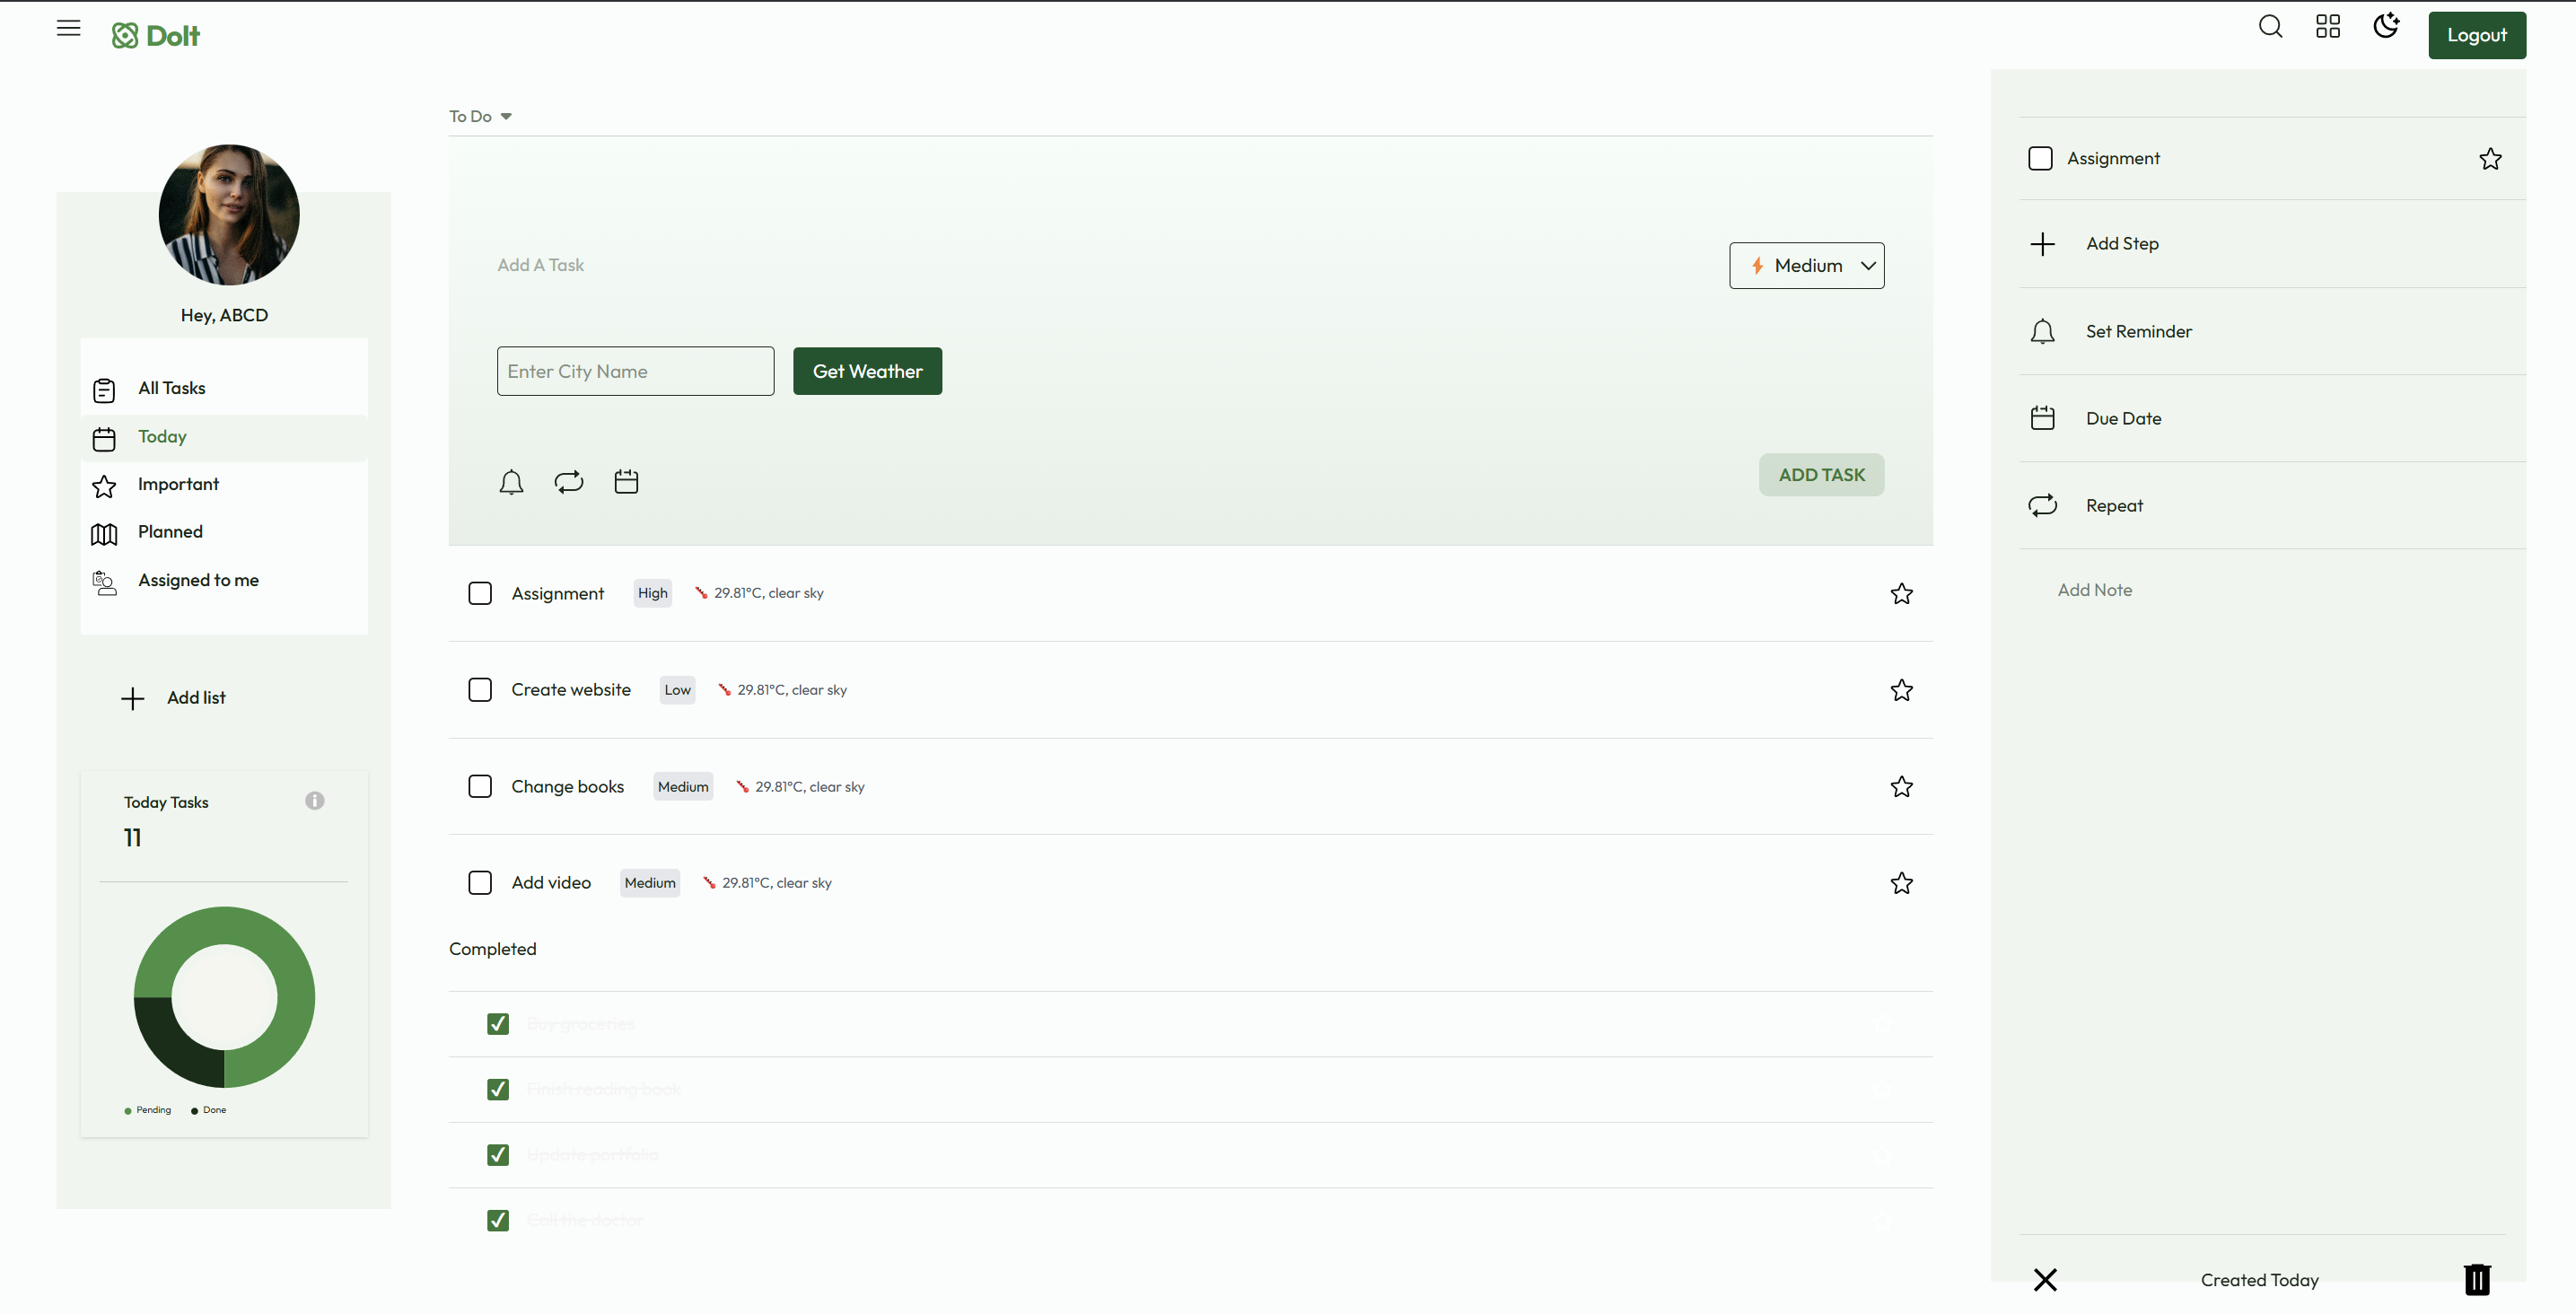 DoIt
Logout
Hey, ABCD
All Tasks
Today
Important
Planned
Assigned to me
Add list
Today Tasks
11
Pending Done
To Do
Add A Task
Medium
Enter City Name
Get Weather
ADD TASK
Assignment High 29.81°C, clear sky
Create website Low 29.81°C, clear sky
Change books Medium 29.81°C, clear sky
Add video Medium 29.81°C, clear sky
Completed
Buy groceries
Finish reading book
Update portfolio
Call the doctor
Assignment
Add Step
Set Reminder
Due Date
Repeat
Add Note
Created Today